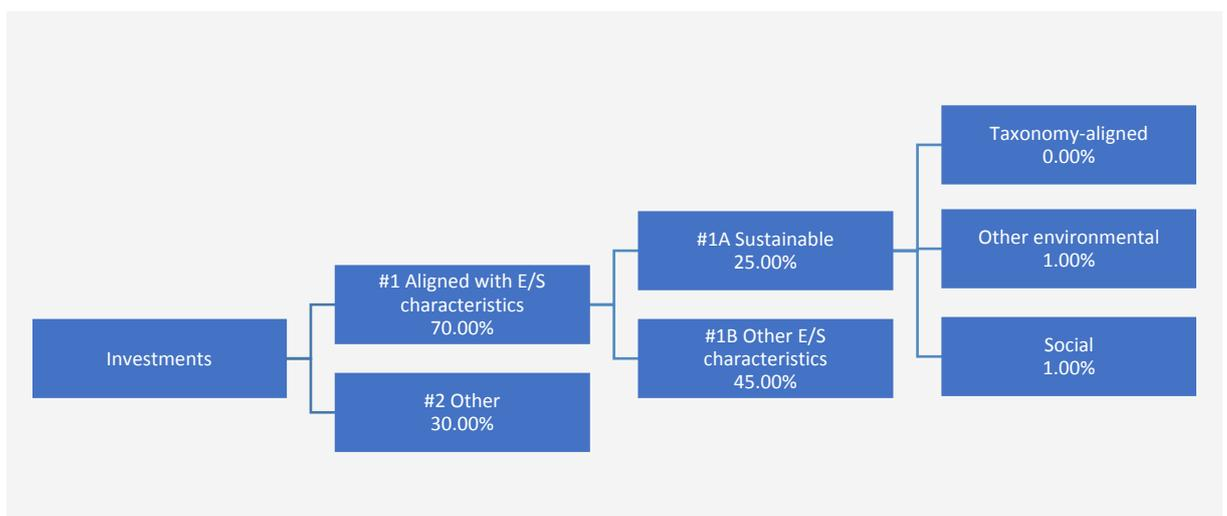 Investments
#1 Aligned with E/S
characteristics
70.00%
#2 Other
30.00%
#1A Sustainable
25.00%
#1B Other E/S
characteristics
45.00%
Taxonomy-aligned
0.00%
Other environmental
1.00%
Social
1.00%